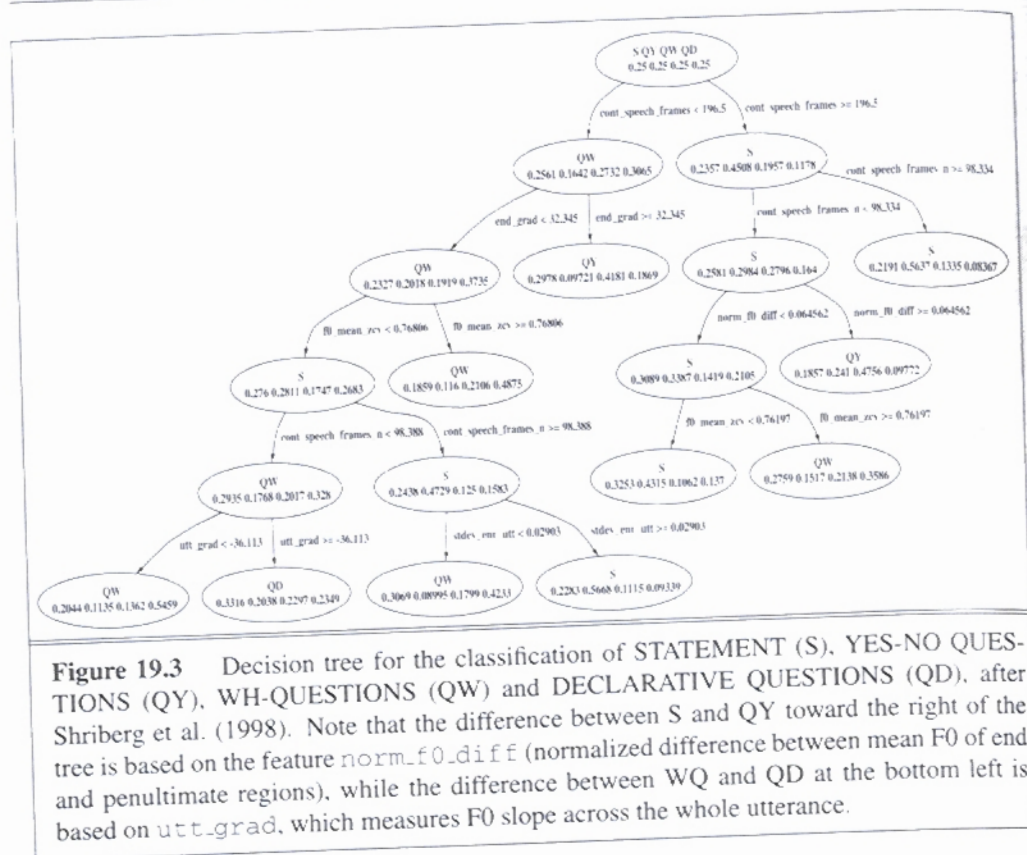 S QY QW QD
0.25 0.25 0.25 0.25
cont_speech_frames < 196.5 cont_speech_frames >= 196.5
QW
0.2561 0.1642 0.2732 0.3065
S
0.2357 0.4508 0.1957 0.1178
cont_speech_frames_n >= 98.334
end_grad < 32.345 end_grad >= 32.345
cont_speech_frames_n < 98.334
QW
0.2327 0.2018 0.1919 0.3735
QY
0.2978 0.09721 0.4181 0.1869
S
0.2581 0.2984 0.2796 0.164
S
0.2191 0.5637 0.1335 0.08367
f0_mean_zcv < 0.76806 f0_mean_zcv >= 0.76806
norm_f0_diff < 0.064562 norm_f0_diff >= 0.064562
S
0.276 0.2811 0.1747 0.2683
QW
0.1859 0.116 0.2106 0.4875
S
0.3089 0.3387 0.1419 0.2105
QY
0.1857 0.241 0.4756 0.09772
cont_speech_frames_n < 98.388 cont_speech_frames_n >= 98.388
f0_mean_zcv < 0.76197 f0_mean_zcv >= 0.76197
QW
0.2935 0.1768 0.2017 0.328
S
0.2438 0.4729 0.125 0.1583
S
0.3253 0.4315 0.1062 0.137
QW
0.2759 0.1517 0.2138 0.3586
utt_grad < -36.113 utt_grad >= -36.113
stdev_enr_utt < 0.02903 stdev_enr_utt >= 0.02903
QW
0.2044 0.1135 0.1362 0.5459
QD
0.3316 0.2038 0.2297 0.2349
QW
0.3069 0.08995 0.1799 0.4233
S
0.2283 0.5668 0.1115 0.09339
Figure 19.3 Decision tree for the classification of STATEMENT (S), YES-NO QUES-
TIONS (QY), WH-QUESTIONS (QW) and DECLARATIVE QUESTIONS (QD), after
Shriberg et al. (1998). Note that the difference between S and QY toward the right of the
tree is based on the feature norm_f0_diff (normalized difference between mean F0 of end
and penultimate regions), while the difference between WQ and QD at the bottom left is
based on utt_grad, which measures F0 slope across the whole utterance.